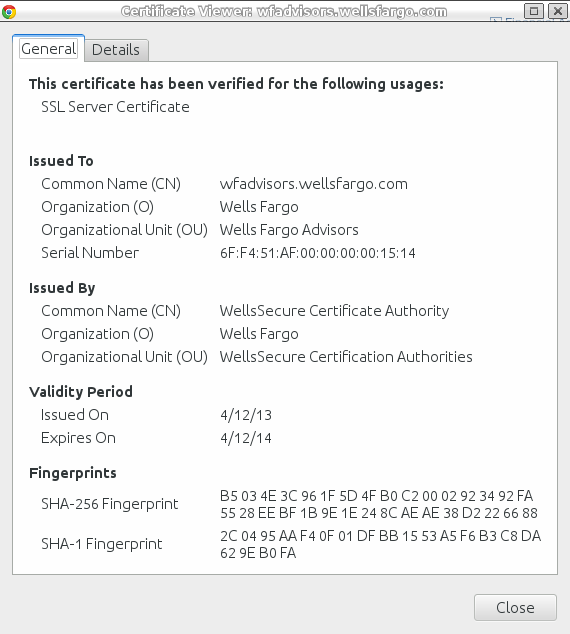 Certificate Viewer: wfadvisors.wellsfargo.com
General Details
This certificate has been verified for the following usages:
SSL Server Certificate
Issued To
Common Name (CN) wfadvisors.wellsfargo.com
Organization (O) Wells Fargo
Organizational Unit (OU) Wells Fargo Advisors
Serial Number 6F:F4:51:AF:00:00:00:00:15:14
Issued By
Common Name (CN) WellsSecure Certificate Authority
Organization (O) Wells Fargo
Organizational Unit (OU) WellsSecure Certification Authorities
Validity Period
Issued On 4/12/13
Expires On 4/12/14
Fingerprints
SHA-256 Fingerprint B5 03 4E 3C 96 1F 5D 4F B0 C2 00 02 92 34 92 FA
55 28 EE BF 1B 9E 1E 24 8C AE AE 38 D2 22 66 88
SHA-1 Fingerprint 2C 04 95 AA F4 0F 01 DF BB 15 53 A5 F6 B3 C8 DA
62 9E B0 FA
Close